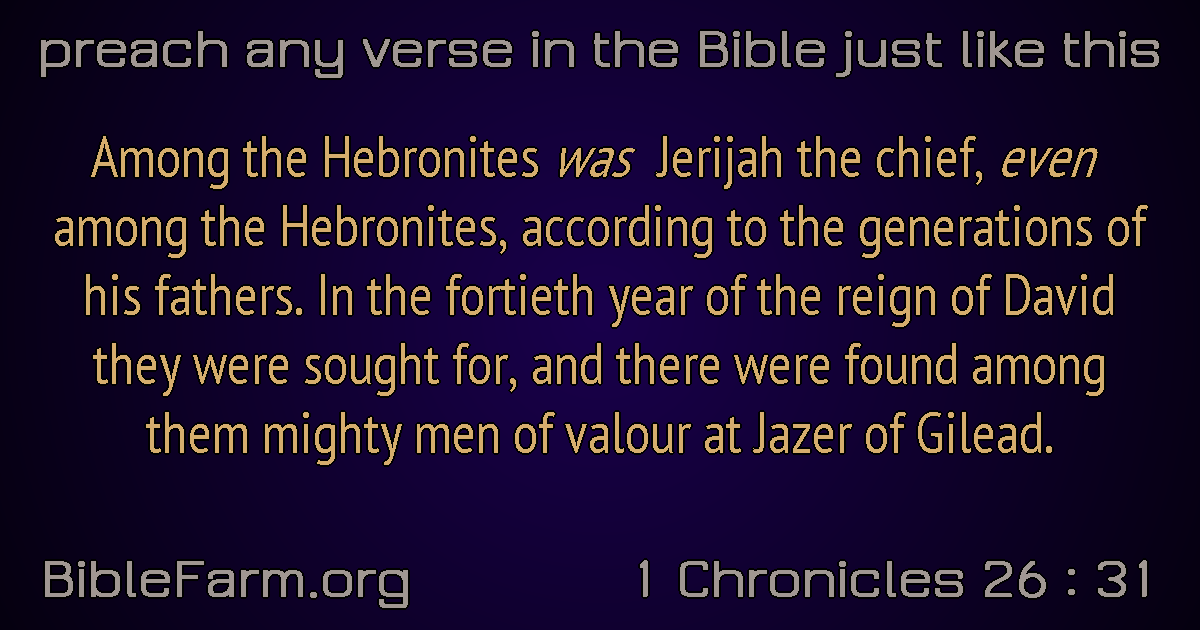 preach any verse in the Bible just like this
Among the Hebronites was Jerijah the chief, even
among the Hebronites, according to the generations of
his fathers. In the fortieth year of the reign of David
they were sought for, and there were found among
them mighty men of valour at Jazer of Gilead.
BibleFarm.org
1 Chronicles 26 : 31